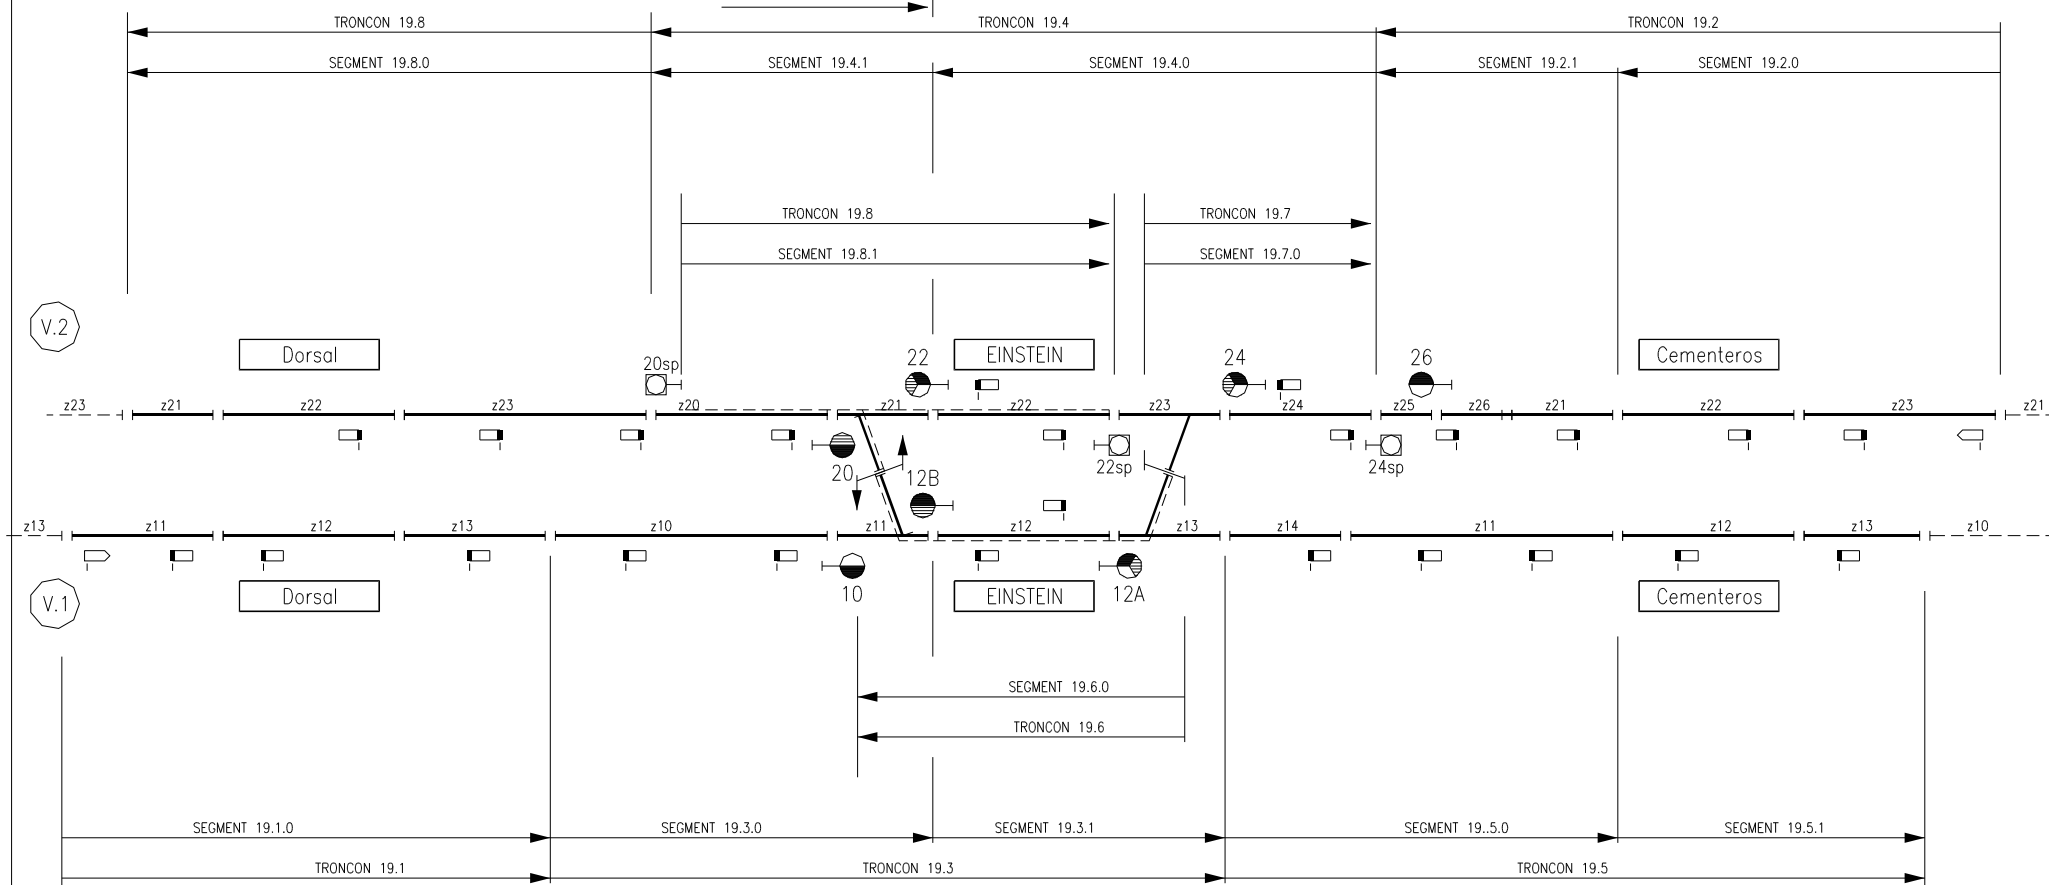 TRONCON 19.8 TRONCON 19.4 TRONCON 19.2
SEGMENT 19.8.0 SEGMENT 19.4.1 SEGMENT 19.4.0 SEGMENT 19.2.1 SEGMENT 19.2.0
TRONCON 19.8 TRONCON 19.7
SEGMENT 19.8.1 SEGMENT 19.7.0
V.2
Dorsal 20sp 22 EINSTEIN 24 26 Cementeros
z23 z21 z22 z23 z20 z21 z22 z23 z24 z25 z26 z21 z22 z23 z21
20 12B 22sp 24sp
z13 z11 z12 z13 z10 z11 z12 z13 z14 z11 z12 z13 z10
V.1
Dorsal 10 EINSTEIN 12A Cementeros
SEGMENT 19.6.0
TRONCON 19.6
SEGMENT 19.1.0 SEGMENT 19.3.0 SEGMENT 19.3.1 SEGMENT 19..5.0 SEGMENT 19.5.1
TRONCON 19.1 TRONCON 19.3 TRONCON 19.5